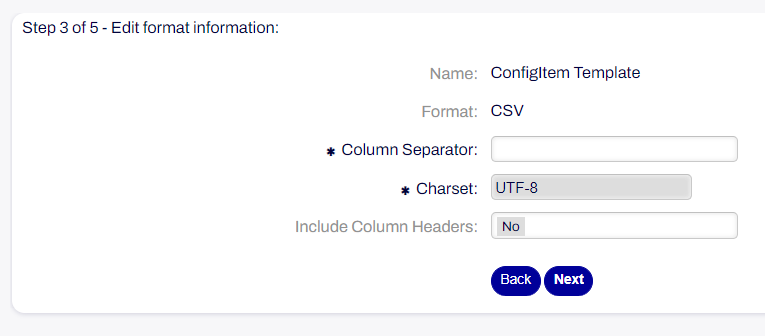 Step 3 of 5 - Edit format information:
Name: ConfigItem Template
Format: CSV
✱ Column Separator:
✱ Charset: UTF-8
Include Column Headers: No
Back Next